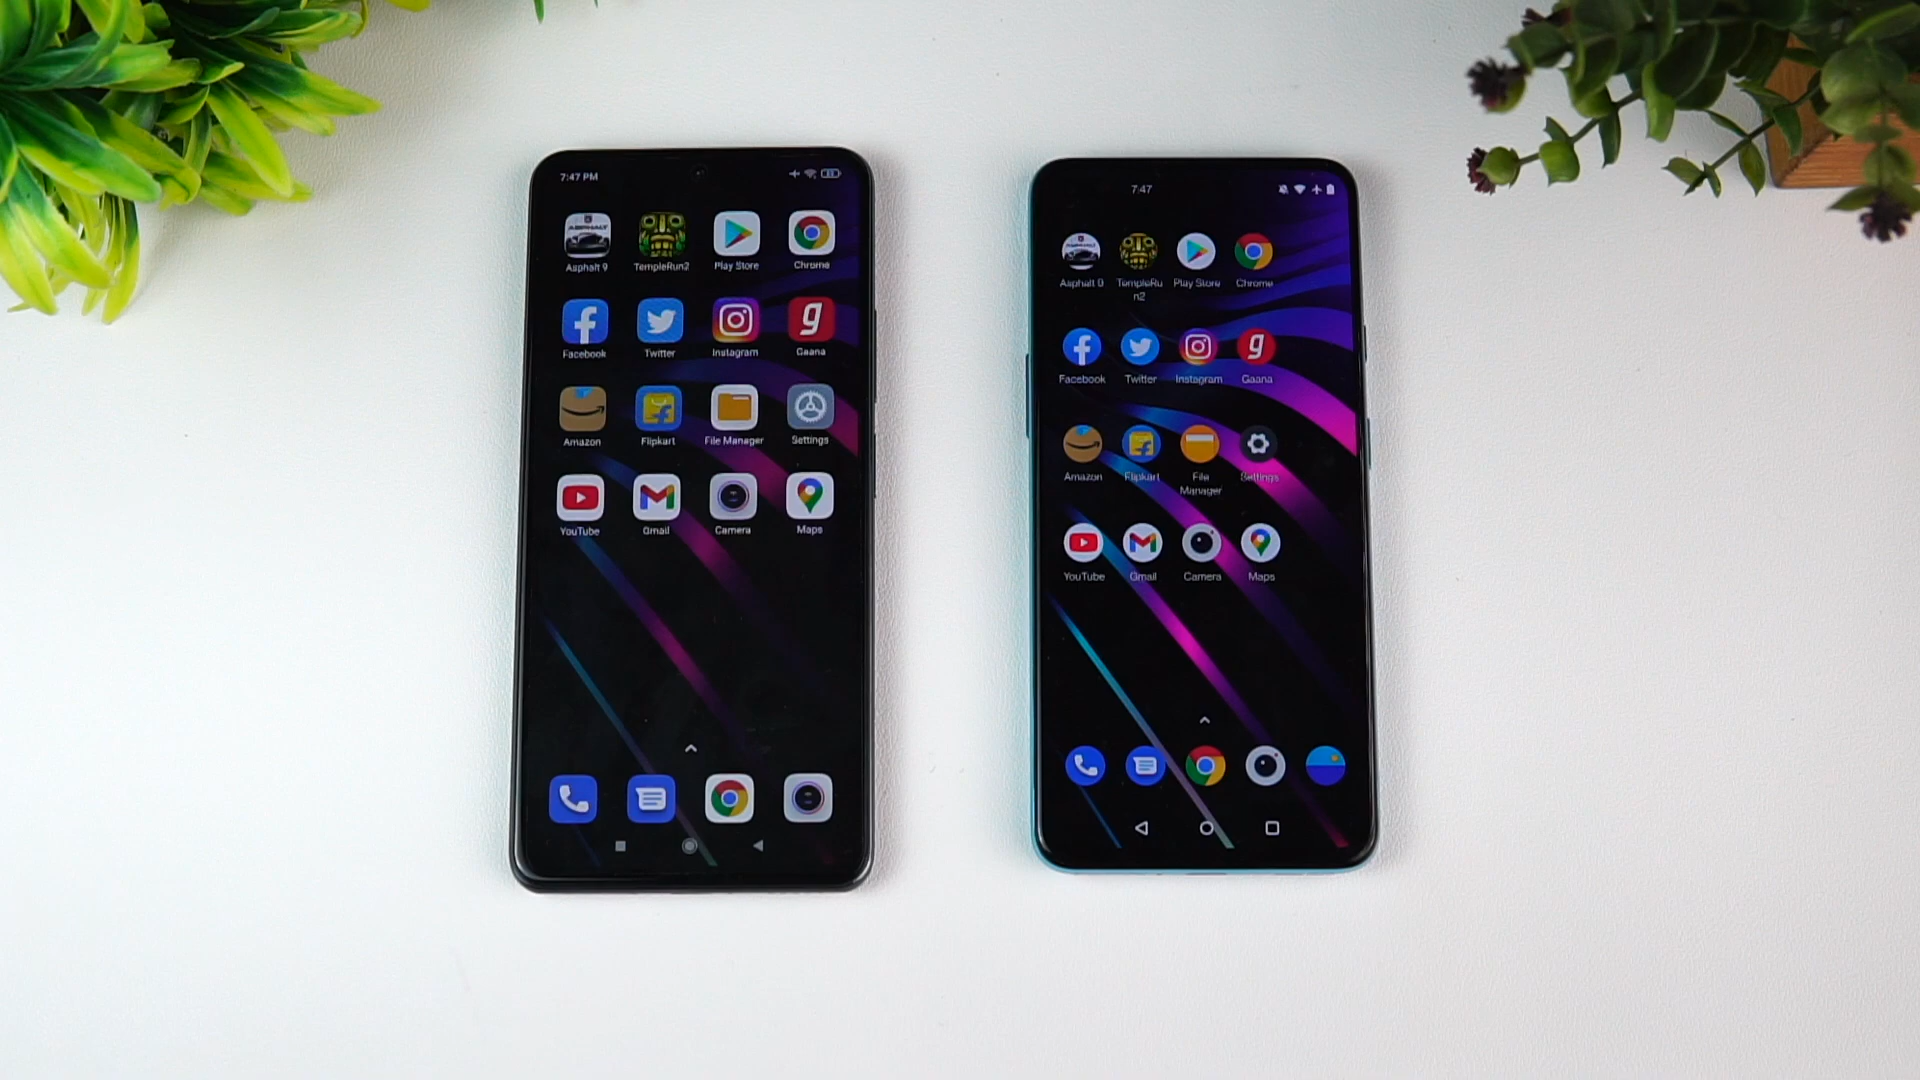 7:47 PM
Asphalt 9
TempleRun2
Play Store
Chrome
Facebook
Twitter
Instagram
Gaana
Amazon
Flipkart
File Manager
Settings
YouTube
Gmail
Camera
Maps
7:47
Asphalt 9
TempleRu
n2
Play Store
Chrome
Facebook
Twitter
Instagram
Gaana
Amazon
Flipkart
File
Manager
Settings
YouTube
Gmail
Camera
Maps